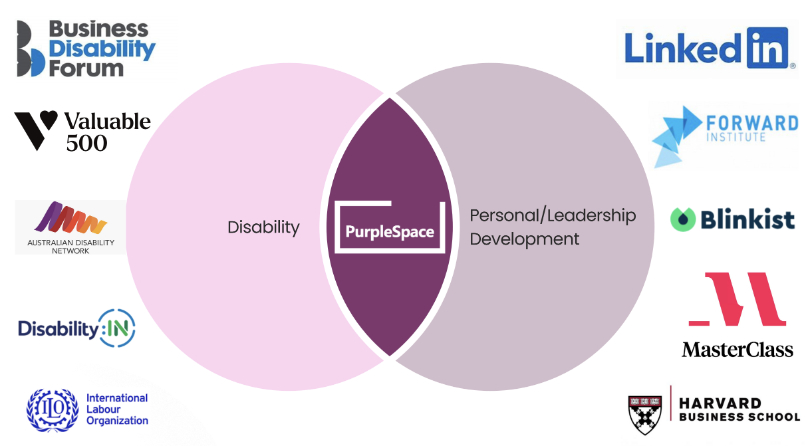 Business
Disability
Forum
Valuable
500
AUSTRALIAN DISABILITY
NETWORK
Disability:IN
ILO
International
Labour
Organization
Disability
PurpleSpace
Personal/Leadership
Development
LinkedIn®
FORWARD
INSTITUTE
Blinkist
MasterClass
HARVARD
BUSINESS SCHOOL